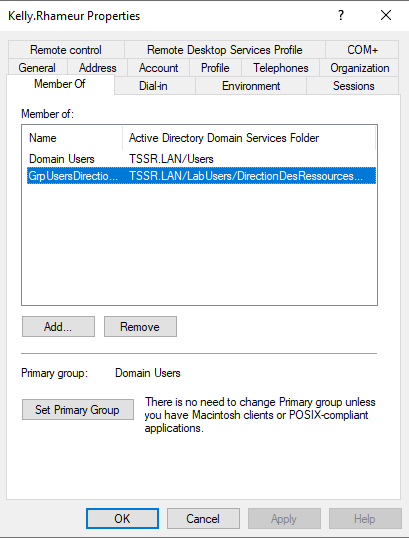 Kelly.Rhameur Properties
?
Remote control Remote Desktop Services Profile COM+
General Address Account Profile Telephones Organization
Member Of Dial-in Environment Sessions
Member of:
Name Active Directory Domain Services Folder
Domain Users TSSR.LAN/Users
GrpUsersDirectio... TSSR.LAN/LabUsers/DirectionDesRessources...
Add... Remove
Primary group: Domain Users
Set Primary Group
There is no need to change Primary group unless
you have Macintosh clients or POSIX-compliant
applications.
OK Cancel Apply Help